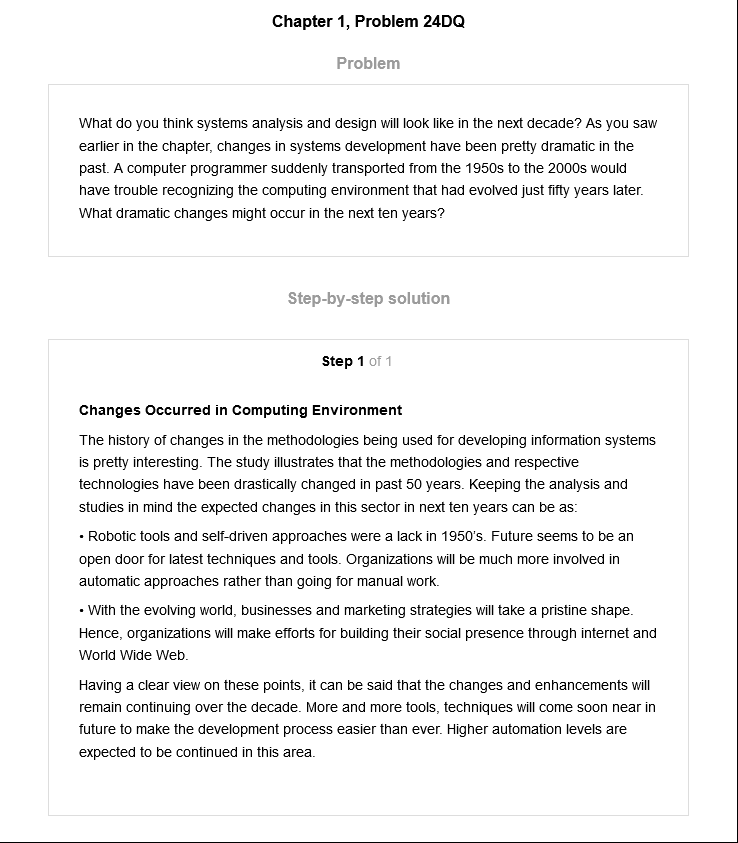 Chapter 1, Problem 24DQ
Problem
What do you think systems analysis and design will look like in the next decade? As you saw
earlier in the chapter, changes in systems development have been pretty dramatic in the
past. A computer programmer suddenly transported from the 1950s to the 2000s would
have trouble recognizing the computing environment that had evolved just fifty years later.
What dramatic changes might occur in the next ten years?
Step-by-step solution
Step 1 of 1
Changes Occurred in Computing Environment
The history of changes in the methodologies being used for developing information systems
is pretty interesting. The study illustrates that the methodologies and respective
technologies have been drastically changed in past 50 years. Keeping the analysis and
studies in mind the expected changes in this sector in next ten years can be as:
• Robotic tools and self-driven approaches were a lack in 1950's. Future seems to be an
open door for latest techniques and tools. Organizations will be much more involved in
automatic approaches rather than going for manual work.
• With the evolving world, businesses and marketing strategies will take a pristine shape.
Hence, organizations will make efforts for building their social presence through internet and
World Wide Web.
Having a clear view on these points, it can be said that the changes and enhancements will
remain continuing over the decade. More and more tools, techniques will come soon near in
future to make the development process easier than ever. Higher automation levels are
expected to be continued in this area.